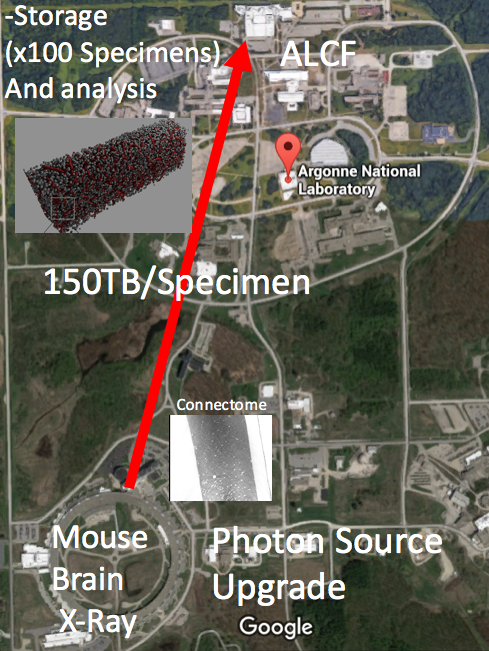 -Storage
(x100 Specimens)
And analysis
ALCF
Argonne National
Laboratory
150TB/Specimen
Connectome
Mouse
Brain
X-Ray
Photon Source
Upgrade
Google